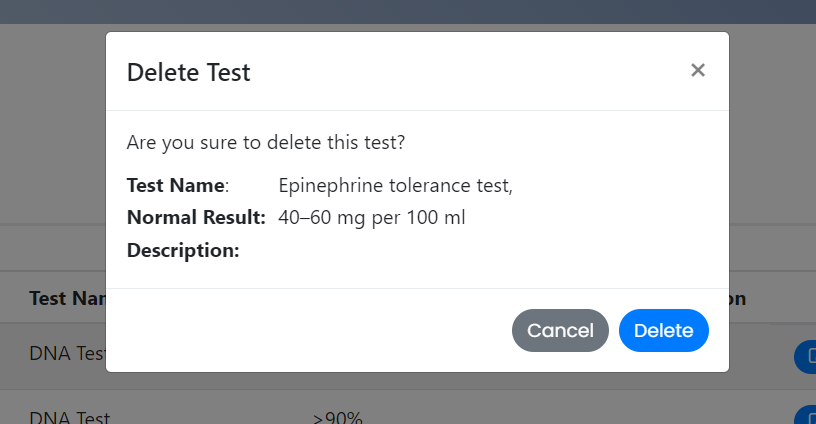 Delete Test ×
Are you sure to delete this test?
Test Name: Epinephrine tolerance test,
Normal Result: 40–60 mg per 100 ml
Description:
Cancel Delete
Test Nar on
DNA Test
DNA Test >90%